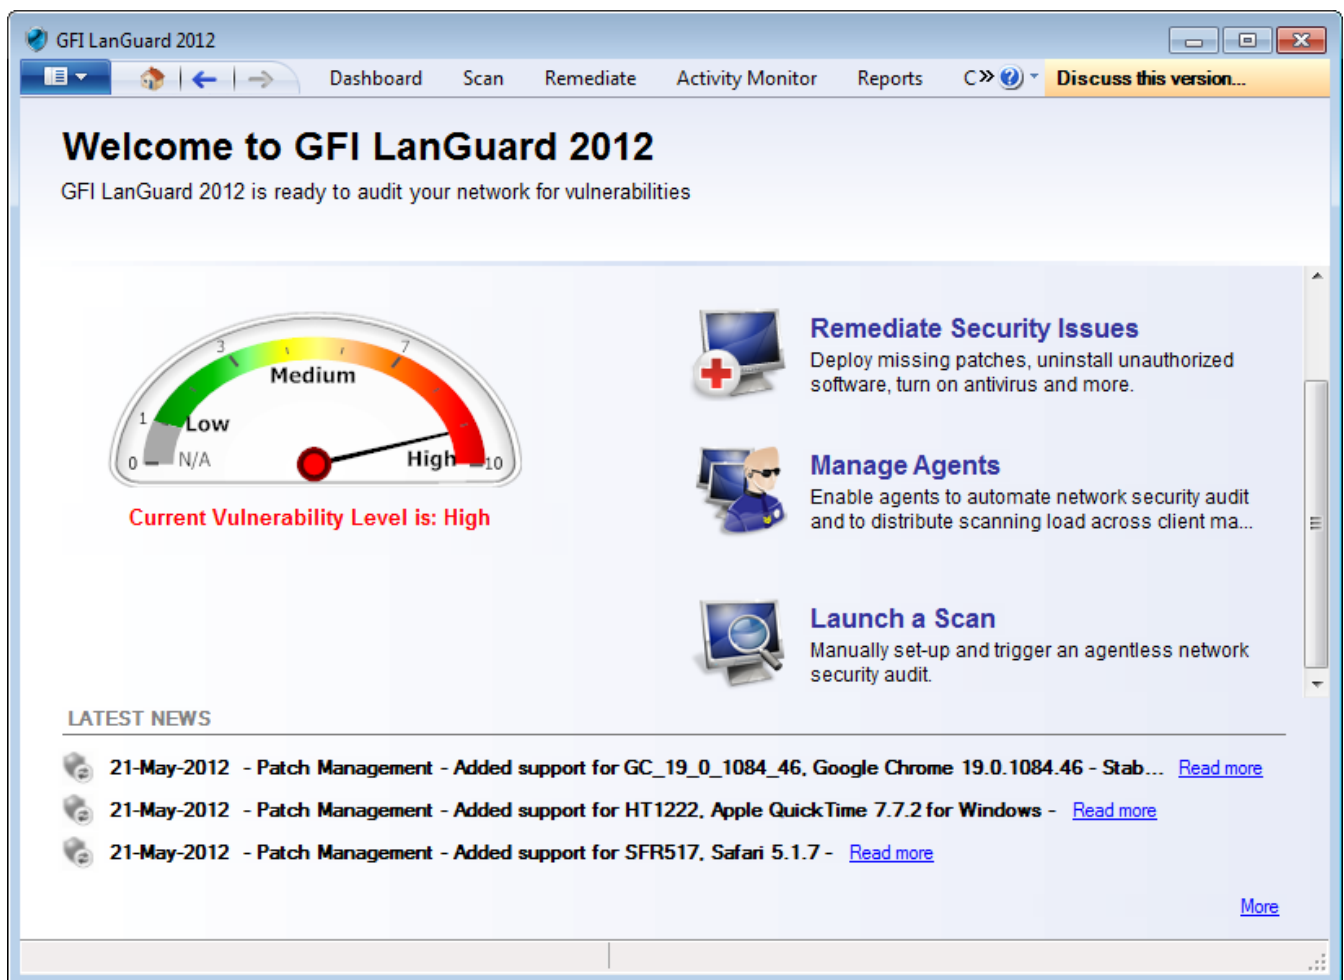 GFI LanGuard 2012
Dashboard Scan Remediate Activity Monitor Reports C» Discuss this version...
Welcome to GFI LanGuard 2012
GFI LanGuard 2012 is ready to audit your network for vulnerabilities
0 1 3 7 10
N/A Low Medium High
Current Vulnerability Level is: High
Remediate Security Issues
Deploy missing patches, uninstall unauthorized
software, turn on antivirus and more.
Manage Agents
Enable agents to automate network security audit
and to distribute scanning load across client ma...
Launch a Scan
Manually set-up and trigger an agentless network
security audit.
LATEST NEWS
21-May-2012 - Patch Management - Added support for GC_19_0_1084_46, Google Chrome 19.0.1084.46 - Stab... Read more
21-May-2012 - Patch Management - Added support for HT1222, Apple QuickTime 7.7.2 for Windows - Read more
21-May-2012 - Patch Management - Added support for SFR517, Safari 5.1.7 - Read more
More